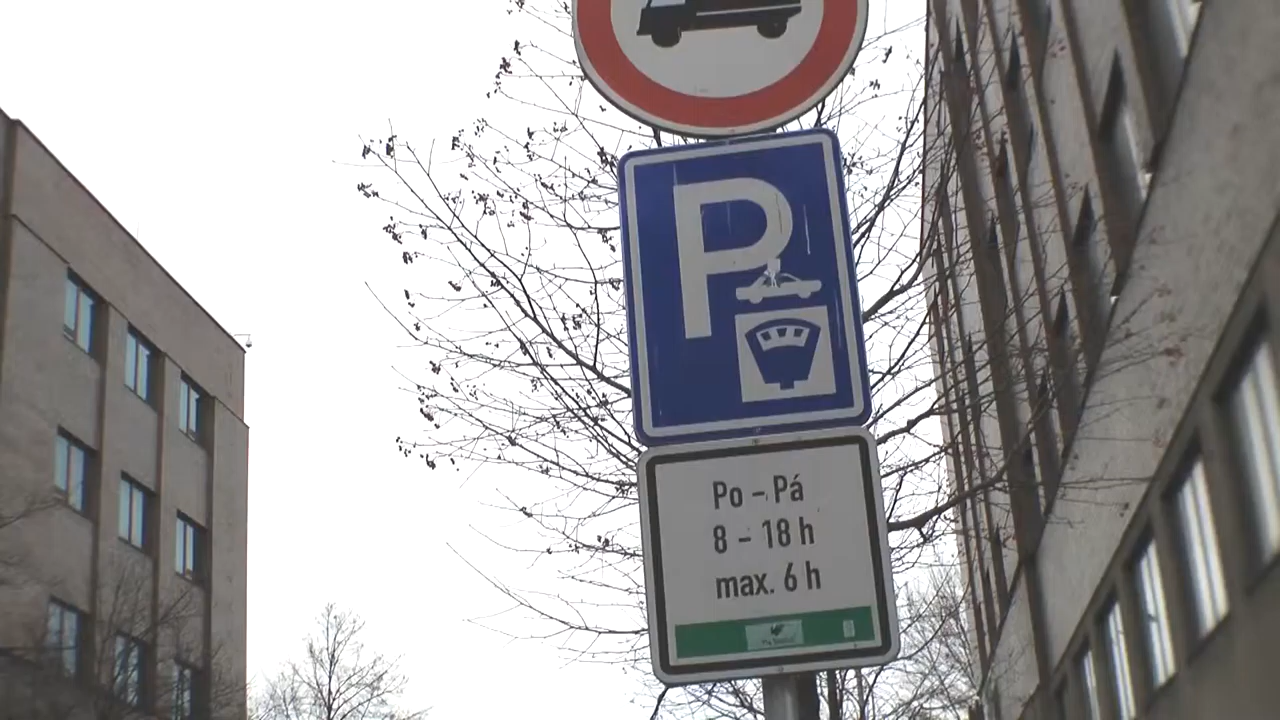 P
Po – Pá
8 – 18 h
max. 6 h